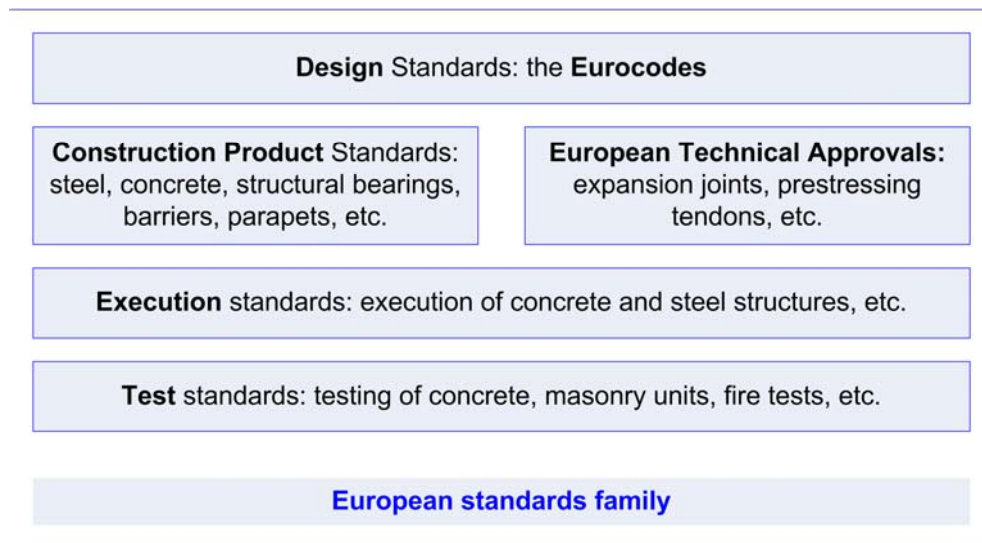 Design Standards: the Eurocodes
Construction Product Standards:
steel, concrete, structural bearings,
barriers, parapets, etc.
European Technical Approvals:
expansion joints, prestressing
tendons, etc.
Execution standards: execution of concrete and steel structures, etc.
Test standards: testing of concrete, masonry units, fire tests, etc.
European standards family